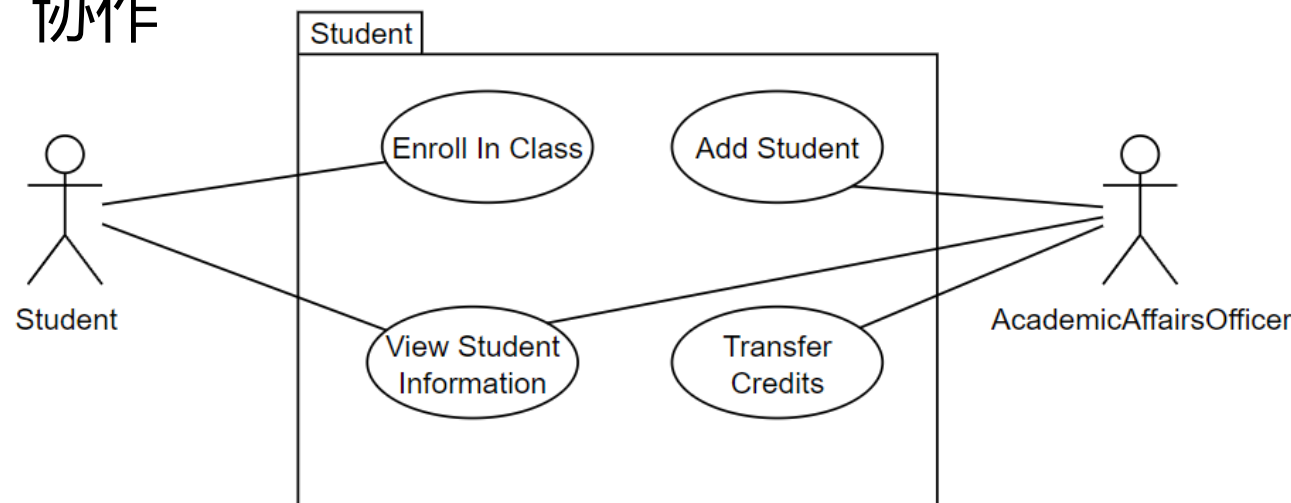 协作
Student
Enroll In Class
Add Student
Student
AcademicAffairsOfficer
View Student
Information
Transfer
Credits